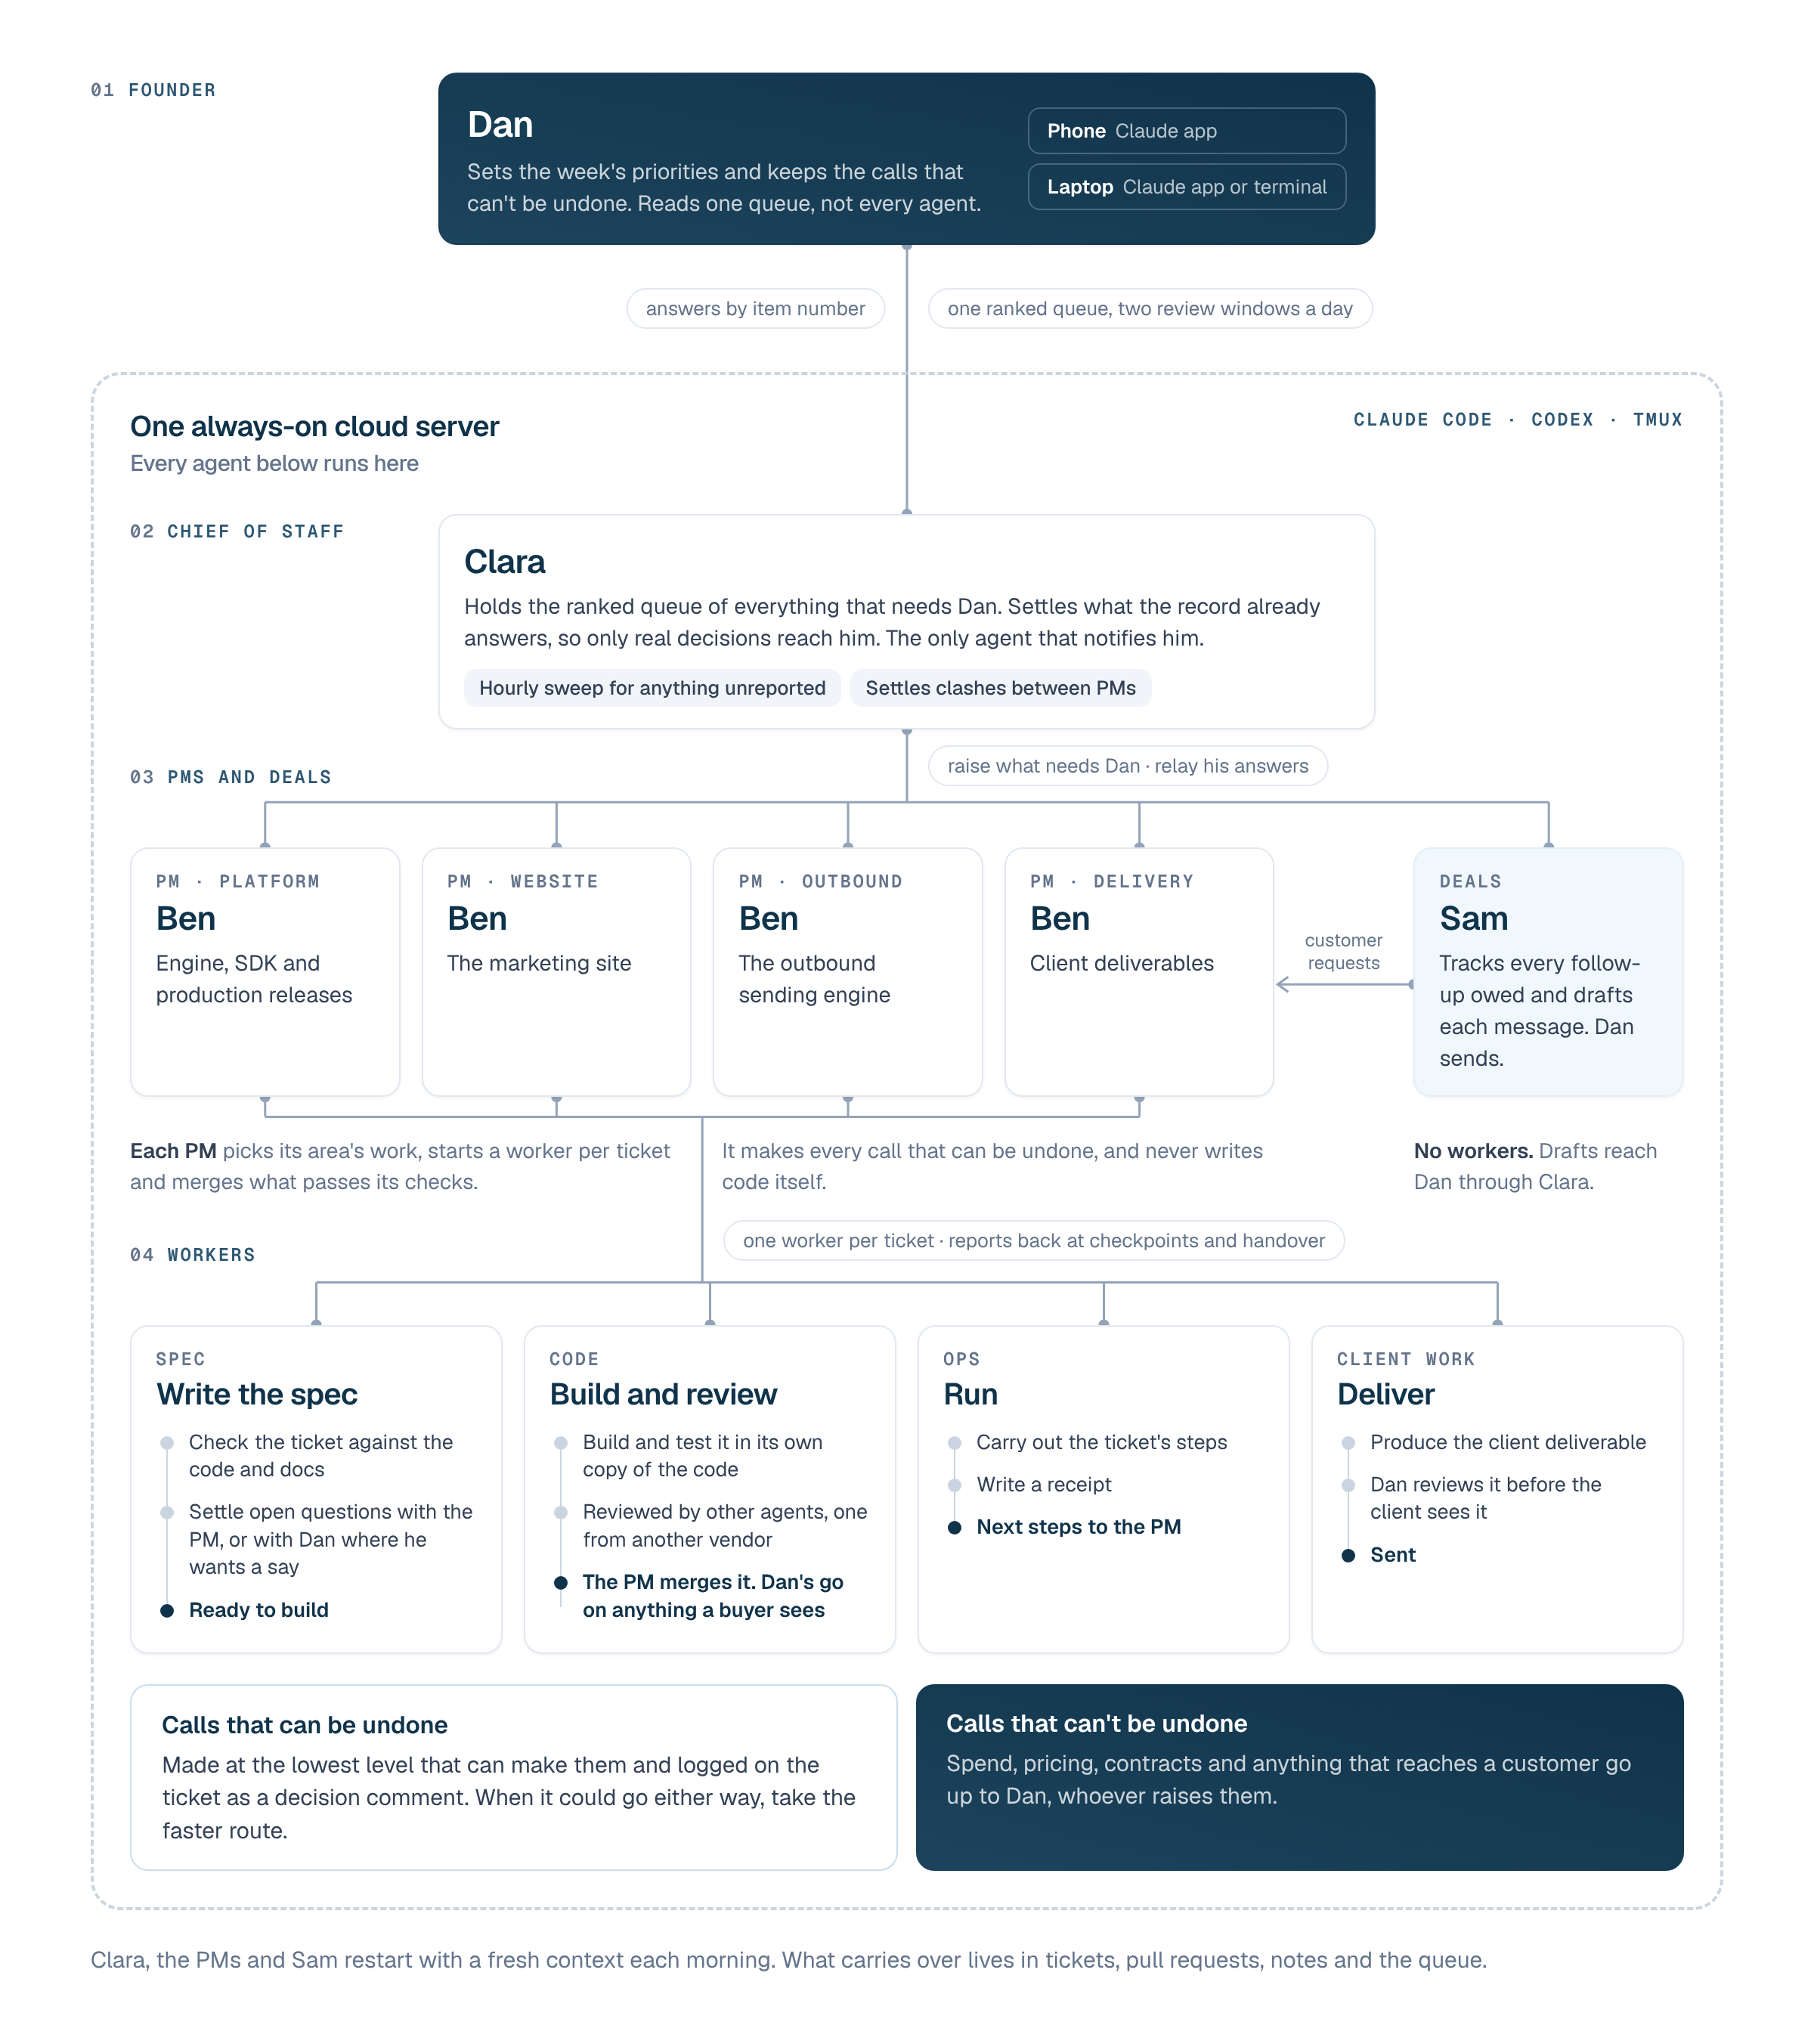 01 FOUNDER
Dan
Sets the week's priorities and keeps the calls that
can't be undone. Reads one queue, not every agent.
Phone Claude app
Laptop Claude app or terminal
answers by item number
one ranked queue, two review windows a day
One always-on cloud server
Every agent below runs here
CLAUDE CODE · CODEX · TMUX
02 CHIEF OF STAFF
Clara
Holds the ranked queue of everything that needs Dan. Settles what the record already
answers, so only real decisions reach him. The only agent that notifies him.
Hourly sweep for anything unreported
Settles clashes between PMs
raise what needs Dan · relay his answers
03 PMS AND DEALS
PM · PLATFORM
Ben
Engine, SDK and
production releases
PM · WEBSITE
Ben
The marketing site
PM · OUTBOUND
Ben
The outbound
sending engine
PM · DELIVERY
Ben
Client deliverables
customer
requests
DEALS
Sam
Tracks every follow-
up owed and drafts
each message. Dan
sends.
Each PM picks its area's work, starts a worker per ticket
and merges what passes its checks.
It makes every call that can be undone, and never writes
code itself.
No workers. Drafts reach
Dan through Clara.
one worker per ticket · reports back at checkpoints and handover
04 WORKERS
SPEC
Write the spec
Check the ticket against the
code and docs
Settle open questions with the
PM, or with Dan where he
wants a say
Ready to build
CODE
Build and review
Build and test it in its own
copy of the code
Reviewed by other agents, one
from another vendor
The PM merges it. Dan's go
on anything a buyer sees
OPS
Run
Carry out the ticket's steps
Write a receipt
Next steps to the PM
CLIENT WORK
Deliver
Produce the client deliverable
Dan reviews it before the
client sees it
Sent
Calls that can be undone
Made at the lowest level that can make them and logged on the
ticket as a decision comment. When it could go either way, take the
faster route.
Calls that can't be undone
Spend, pricing, contracts and anything that reaches a customer go
up to Dan, whoever raises them.
Clara, the PMs and Sam restart with a fresh context each morning. What carries over lives in tickets, pull requests, notes and the queue.